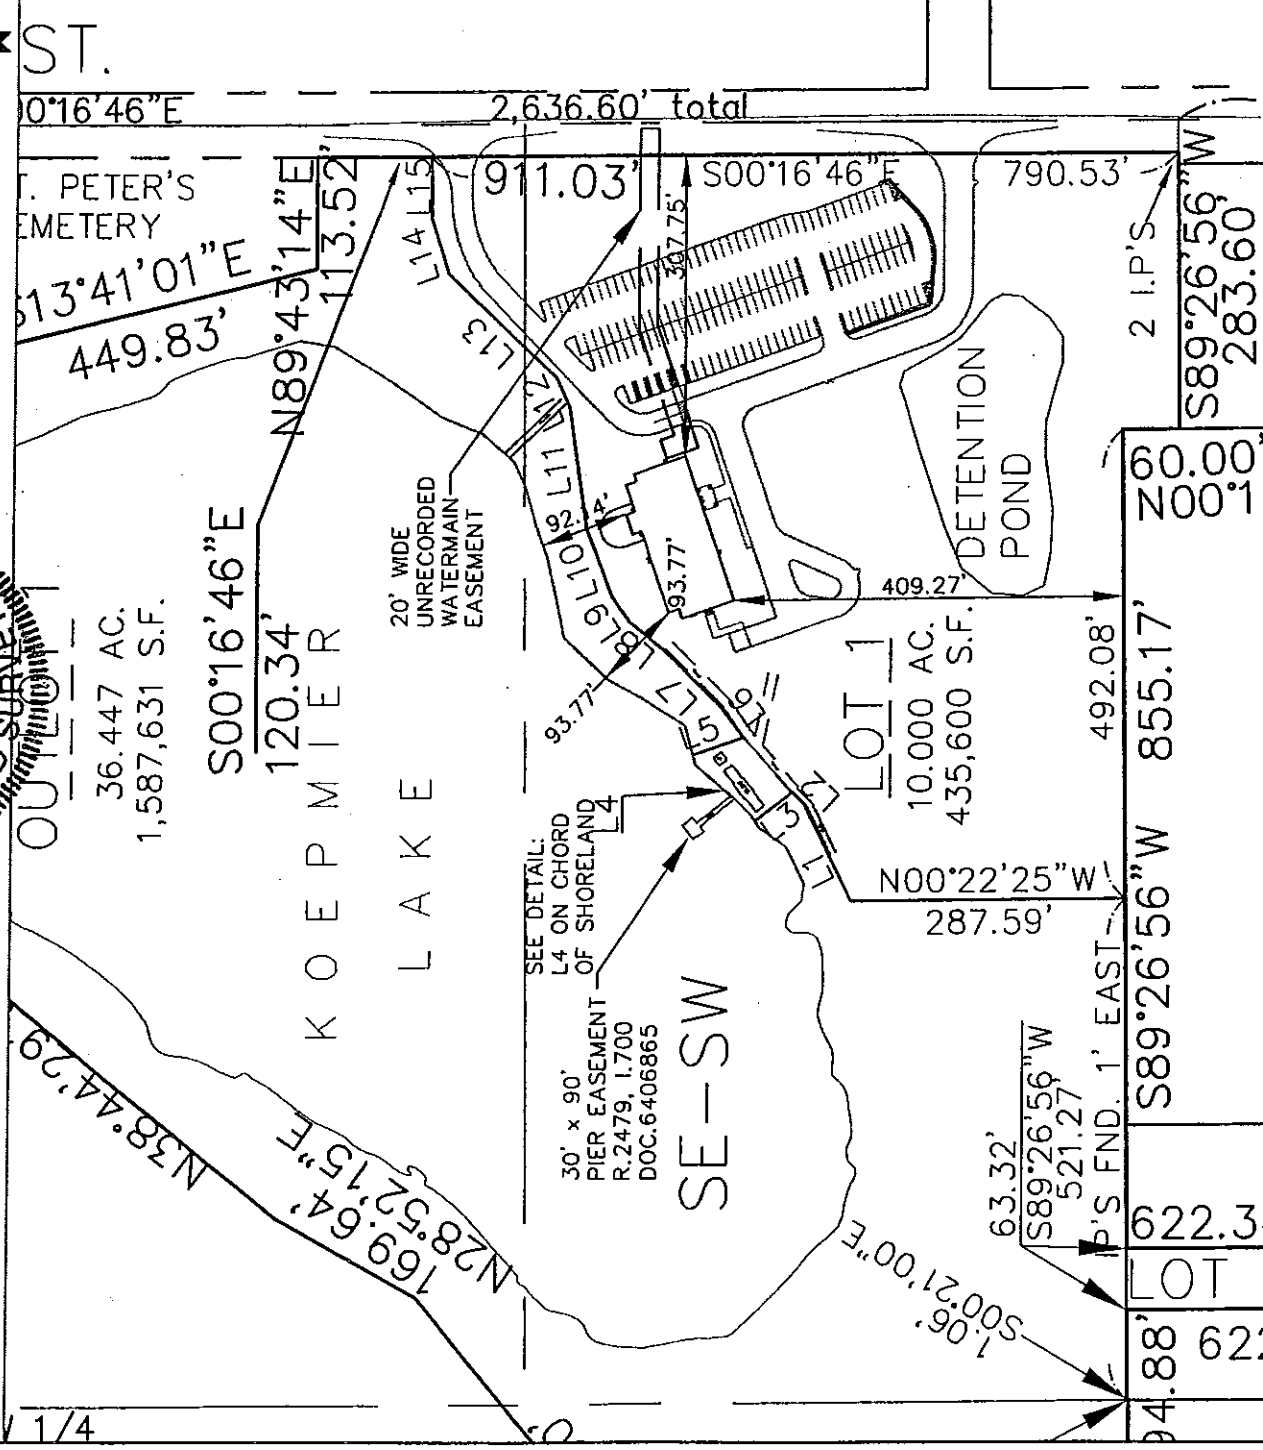 ST.
00°16'46"E
2,636.60' total
T. PETER'S
EMETERY
S13°41'01"E
449.83'
N89°43'14"E
113.52'
L15
L14
L13
L12
L11
L10
L9
L8
L7
L6
L5
L4
L3
L2
L1
911.03'
S00°16'46"E
790.53'
307.75'
2 I.P'S
S89°26'56"W
283.60'
60.00'
N00°1
DETENTION
POND
20' WIDE
UNRECORDED
WATERMAIN
EASEMENT
92.14'
93.77'
93.77'
409.27'
S00°16'46"E
120.34'
36.447 AC.
1,587,631 S.F.
KOEPMIER
LAKE
LOT 1
10.000 AC.
435,600 S.F.
492.08'
855.17'
S89°26'56"W
N00°22'25"W
287.59'
SEE DETAIL:
L4 ON CHORD
OF SHORELAND
30' x 90'
PIER EASEMENT
R.2479, I.700
DOC.6406865
SE-SW
N38°44'29
N28°52'15"E
169.64'
63.32'
S89°26'56"W
521.27'
IP'S FND. 1' EAST
1.06'
S00°21'00"E
622.3
LOT
94.88'
622
1/4